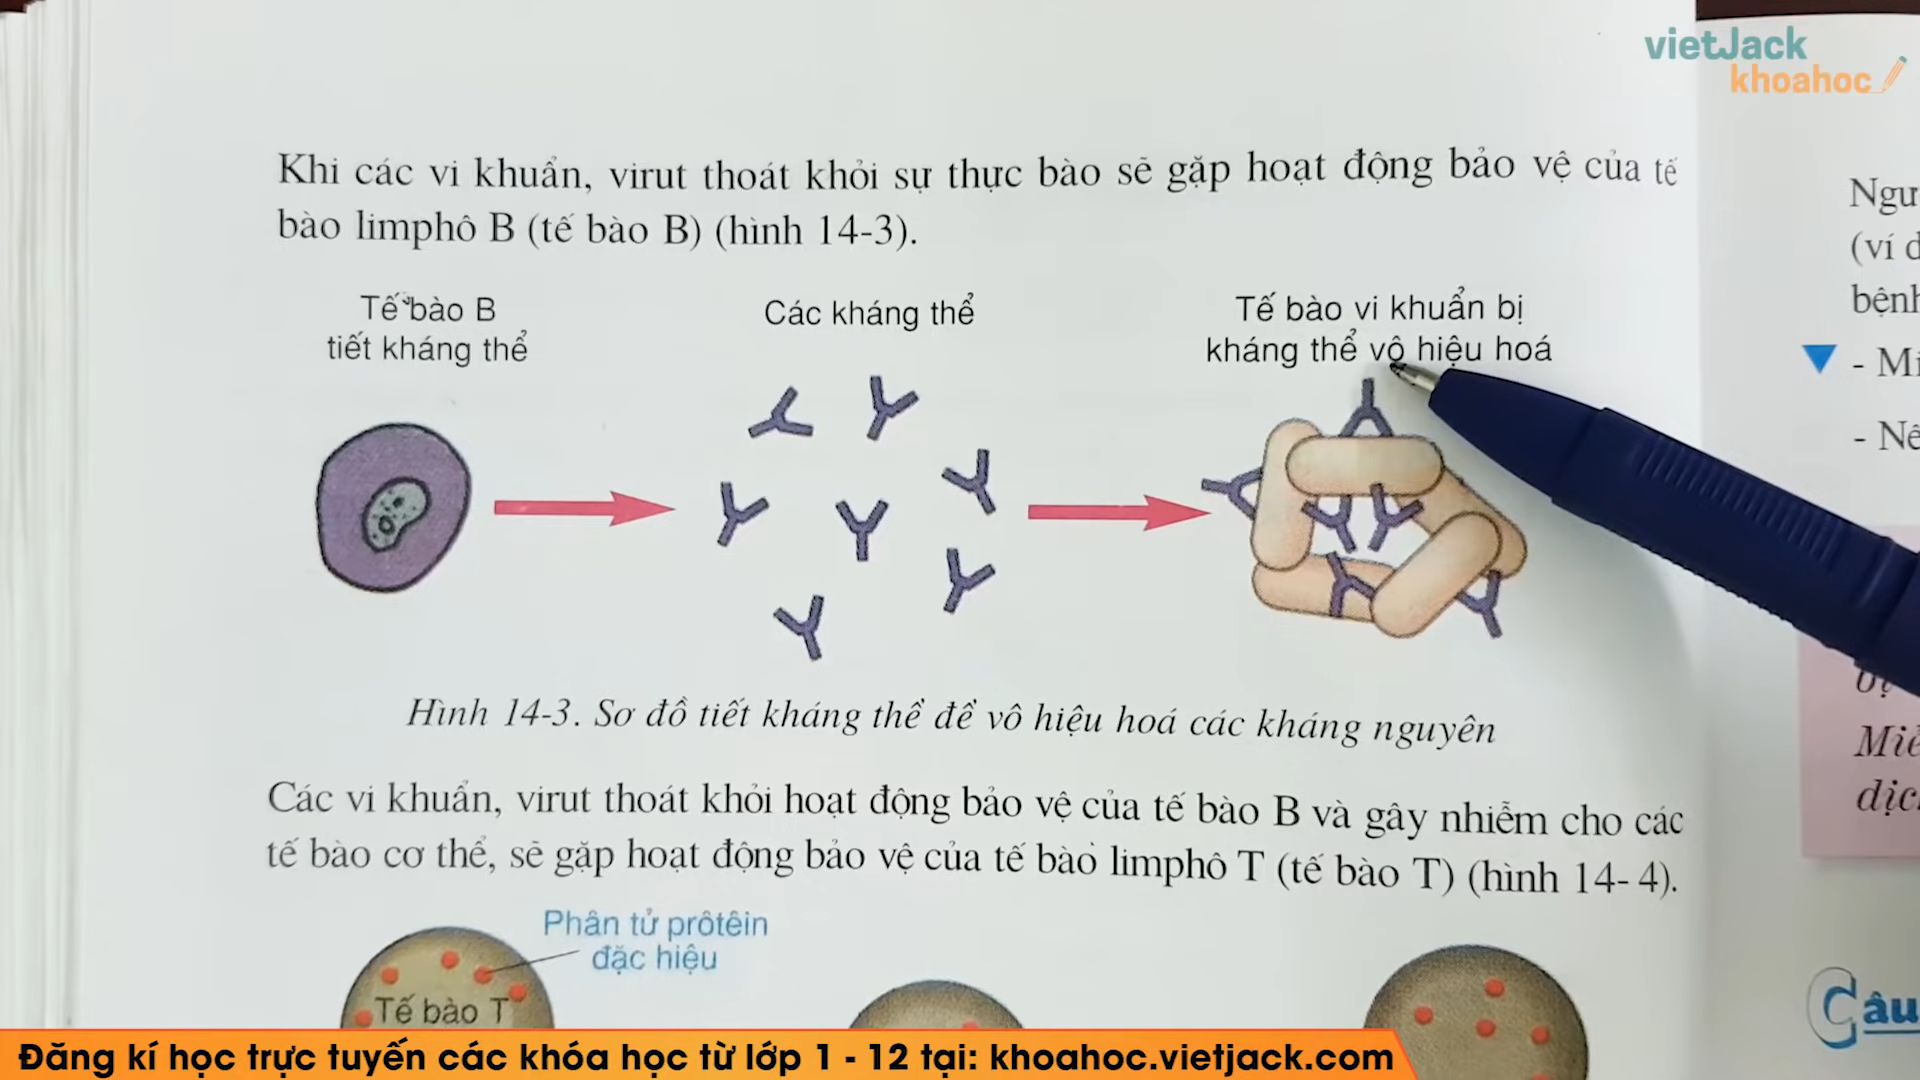 vietJack
khoahoc
Khi các vi khuẩn, virut thoát khỏi sự thực bào sẽ gặp hoạt động bảo vệ của tế
bào limphô B (tế bào B) (hình 14-3).
Tế bào B
tiết kháng thể
Các kháng thể
Tế bào vi khuẩn bị
kháng thể vô hiệu hoá
Hình 14-3. Sơ đồ tiết kháng thể để vô hiệu hoá các kháng nguyên
Các vi khuẩn, virut thoát khỏi hoạt động bảo vệ của tế bào B và gây nhiễm cho các
tế bào cơ thể, sẽ gặp hoạt động bảo vệ của tế bào limphô T (tế bào T) (hình 14- 4).
Phân tử prôtêin
đặc hiệu
Tế bào T
(ví
bệnh
-
-
Câu
Đăng kí học trực tuyến các khóa học từ lớp 1 - 12 tại: khoahoc.vietjack.com